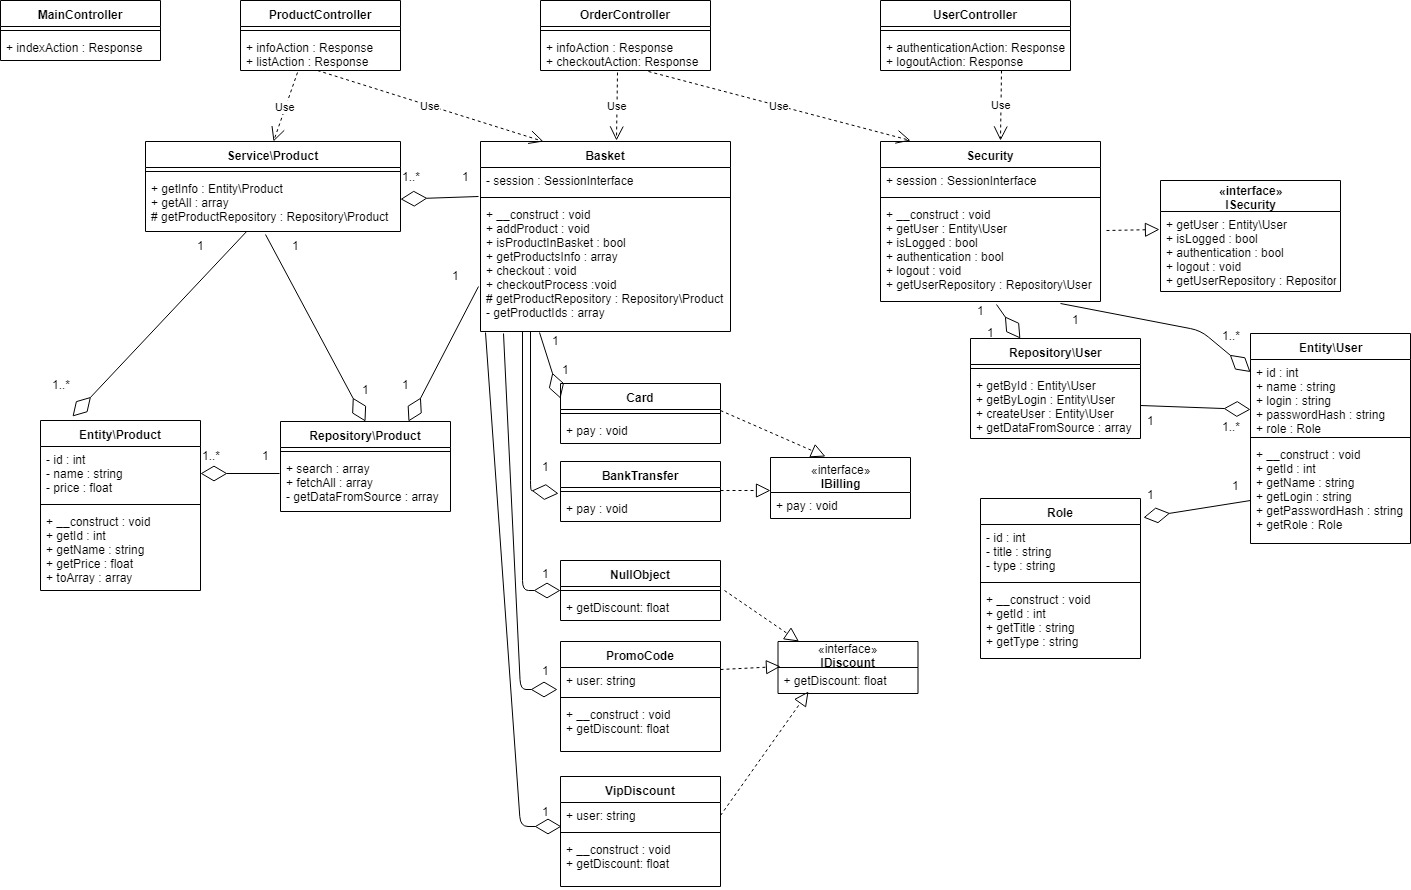 MainController
+ indexAction : Response
ProductController
+ infoAction : Response
+ listAction : Response
OrderController
+ infoAction : Response
+ checkoutAction: Response
UserController
+ authenticationAction: Response
+ logoutAction: Response
Use
Use
Use
Use
Use
Service\Product
+ getInfo : Entity\Product
+ getAll : array
# getProductRepository : Repository\Product
1..*
1
Basket
- session : SessionInterface
+ __construct : void
+ addProduct : void
+ isProductInBasket : bool
+ getProductsInfo : array
+ checkout : void
+ checkoutProcess :void
# getProductRepository : Repository\Product
- getProductIds : array
Security
+ session : SessionInterface
+ __construct : void
+ getUser : Entity\User
+ isLogged : bool
+ authentication : bool
+ logout : void
+ getUserRepository : Repository\User
«interface»
ISecurity
+ getUser : Entity\User
+ isLogged : bool
+ authentication : bool
+ logout : void
+ getUserRepository : Repositor
1
1
1
1..*
1
1
1
1
1
1
1
1
1..*
Entity\Product
- id : int
- name : string
- price : float
+ __construct : void
+ getId : int
+ getName : string
+ getPrice : float
+ toArray : array
1..*
1
Repository\Product
+ search : array
+ fetchAll : array
- getDataFromSource : array
Card
+ pay : void
1
BankTransfer
+ pay : void
«interface»
IBilling
+ pay : void
1
NullObject
+ getDiscount: float
1
PromoCode
+ user: string
+ __construct : void
+ getDiscount: float
«interface»
IDiscount
+ getDiscount: float
1
VipDiscount
+ user: string
+ __construct : void
+ getDiscount: float
Repository\User
+ getById : Entity\User
+ getByLogin : Entity\User
+ createUser : Entity\User
+ getDataFromSource : array
1
1..*
Entity\User
+ id : int
+ name : string
+ login : string
+ passwordHash : string
+ role : Role
+ __construct : void
+ getId : int
+ getName : string
+ getLogin : string
+ getPasswordHash : string
+ getRole : Role
1
1
Role
- id : int
- title : string
- type : string
+ __construct : void
+ getId : int
+ getTitle : string
+ getType : string